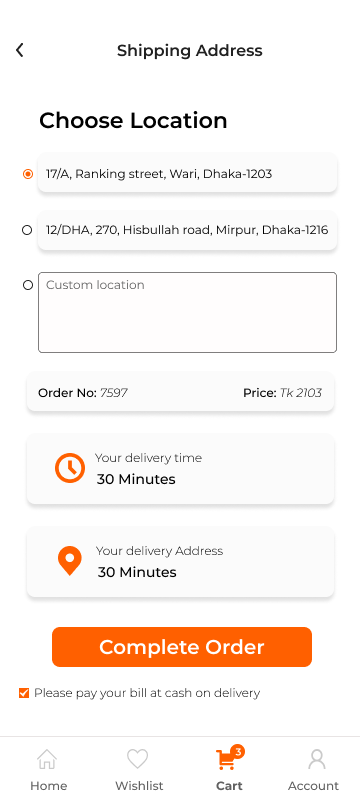 Shipping Address
Choose Location
17/A, Ranking street, Wari, Dhaka-1203
12/DHA, 270, Hisbullah road, Mirpur, Dhaka-1216
Custom location
Order No: 7597 Price: Tk 2103
Your delivery time
30 Minutes
Your delivery Address
30 Minutes
Complete Order
Please pay your bill at cash on delivery
3
Home Wishlist Cart Account